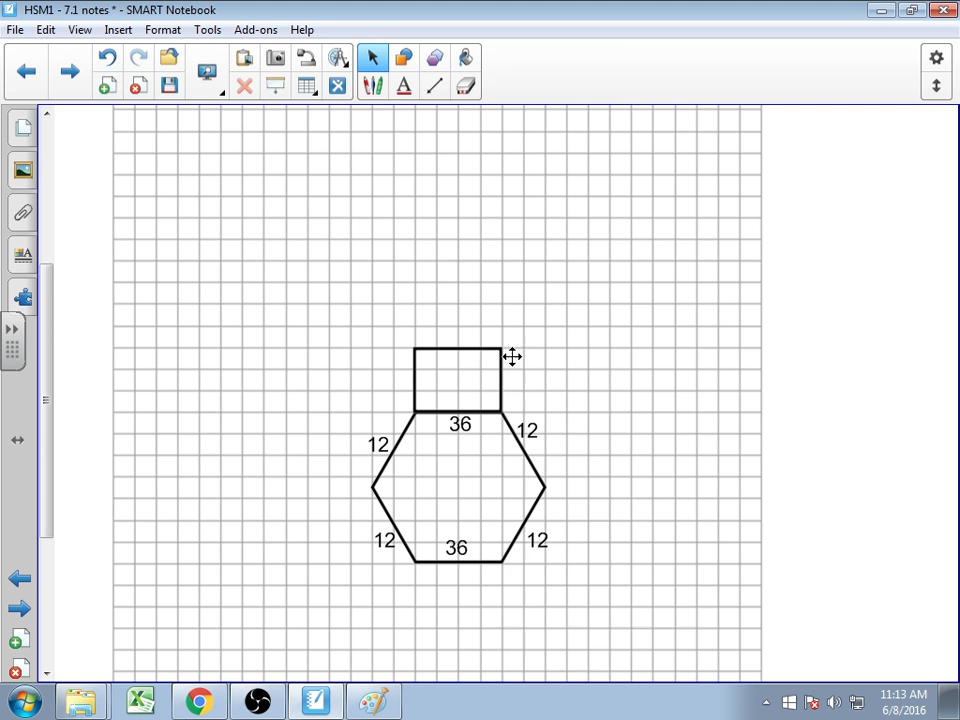 HSM1 - 7.1 notes * - SMART Notebook
File Edit View Insert Format Tools Add-ons Help
36
12
12
12
36
12
11:13 AM
6/8/2016